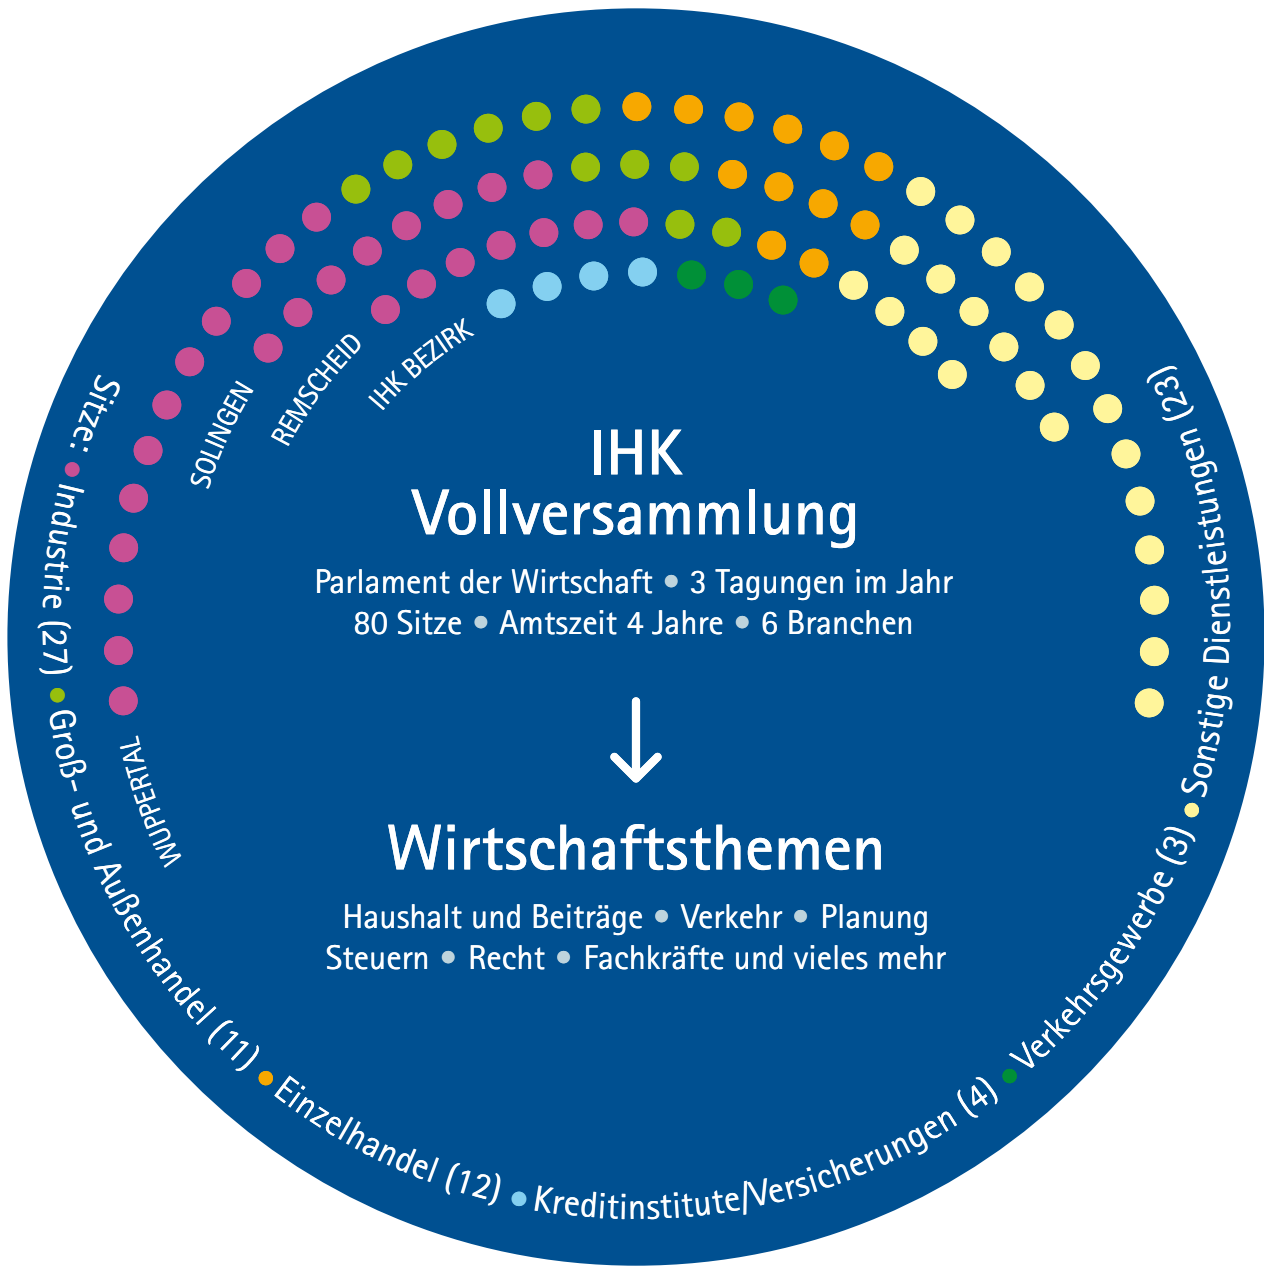 Sitze: • Industrie (27) • Groß- und Außenhandel (11) • Einzelhandel (12) • Kreditinstitute/Versicherungen (4) • Verkehrsgewerbe (3) • Sonstige Dienstleistungen (23)
WUPPERTAL
SOLINGEN
REMSCHEID
IHK BEZIRK
IHK
Vollversammlung
Parlament der Wirtschaft • 3 Tagungen im Jahr
80 Sitze • Amtszeit 4 Jahre • 6 Branchen
Wirtschaftsthemen
Haushalt und Beiträge • Verkehr • Planung
Steuern • Recht • Fachkräfte und vieles mehr